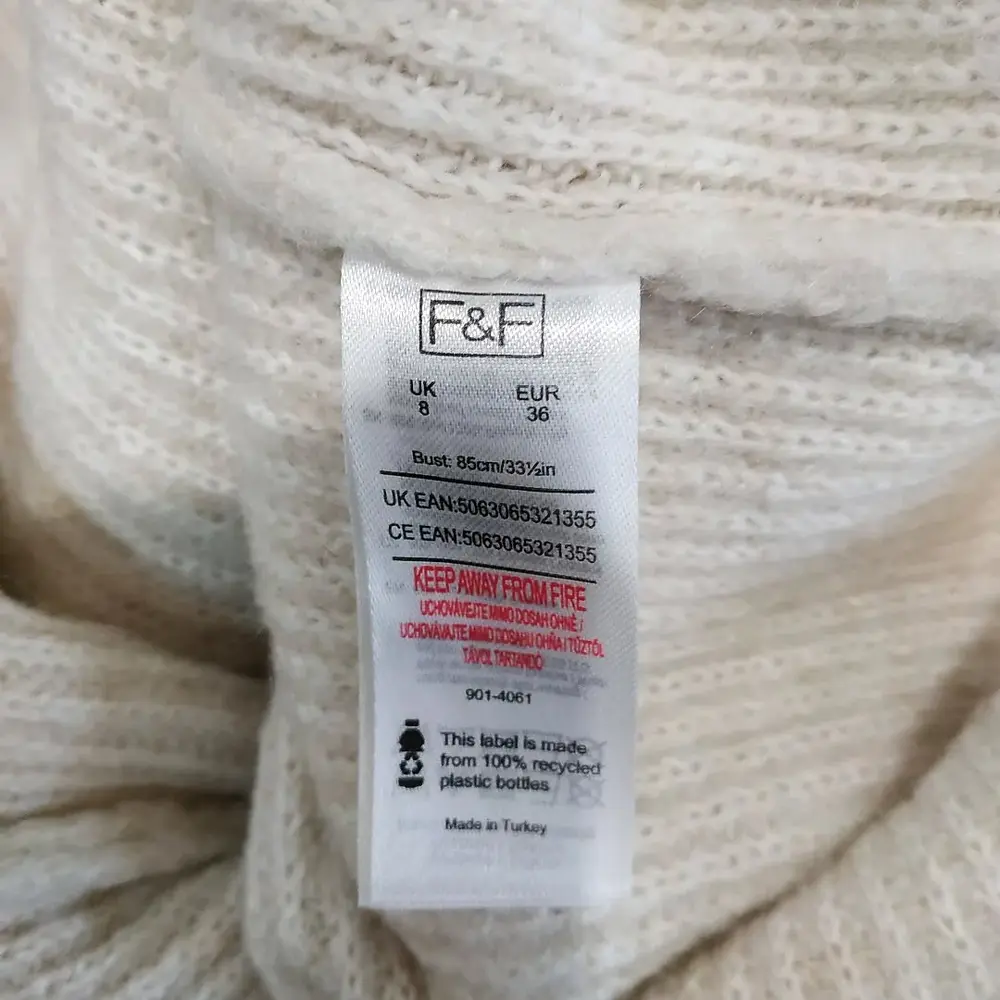 F&F
UK EUR
8 36
Bust: 85cm/33½in
UK EAN:5063065321355
CE EAN:5063065321355
KEEP AWAY FROM FIRE
UCHOVÁVEJTE MIMO DOSAH OHNĚ /
UCHOVÁVAJTE MIMO DOSAHU OHŇA / TŰZTŐL
TÁVOL TARTANDÓ
901-4061
This label is made
from 100% recycled
plastic bottles
Made in Turkey